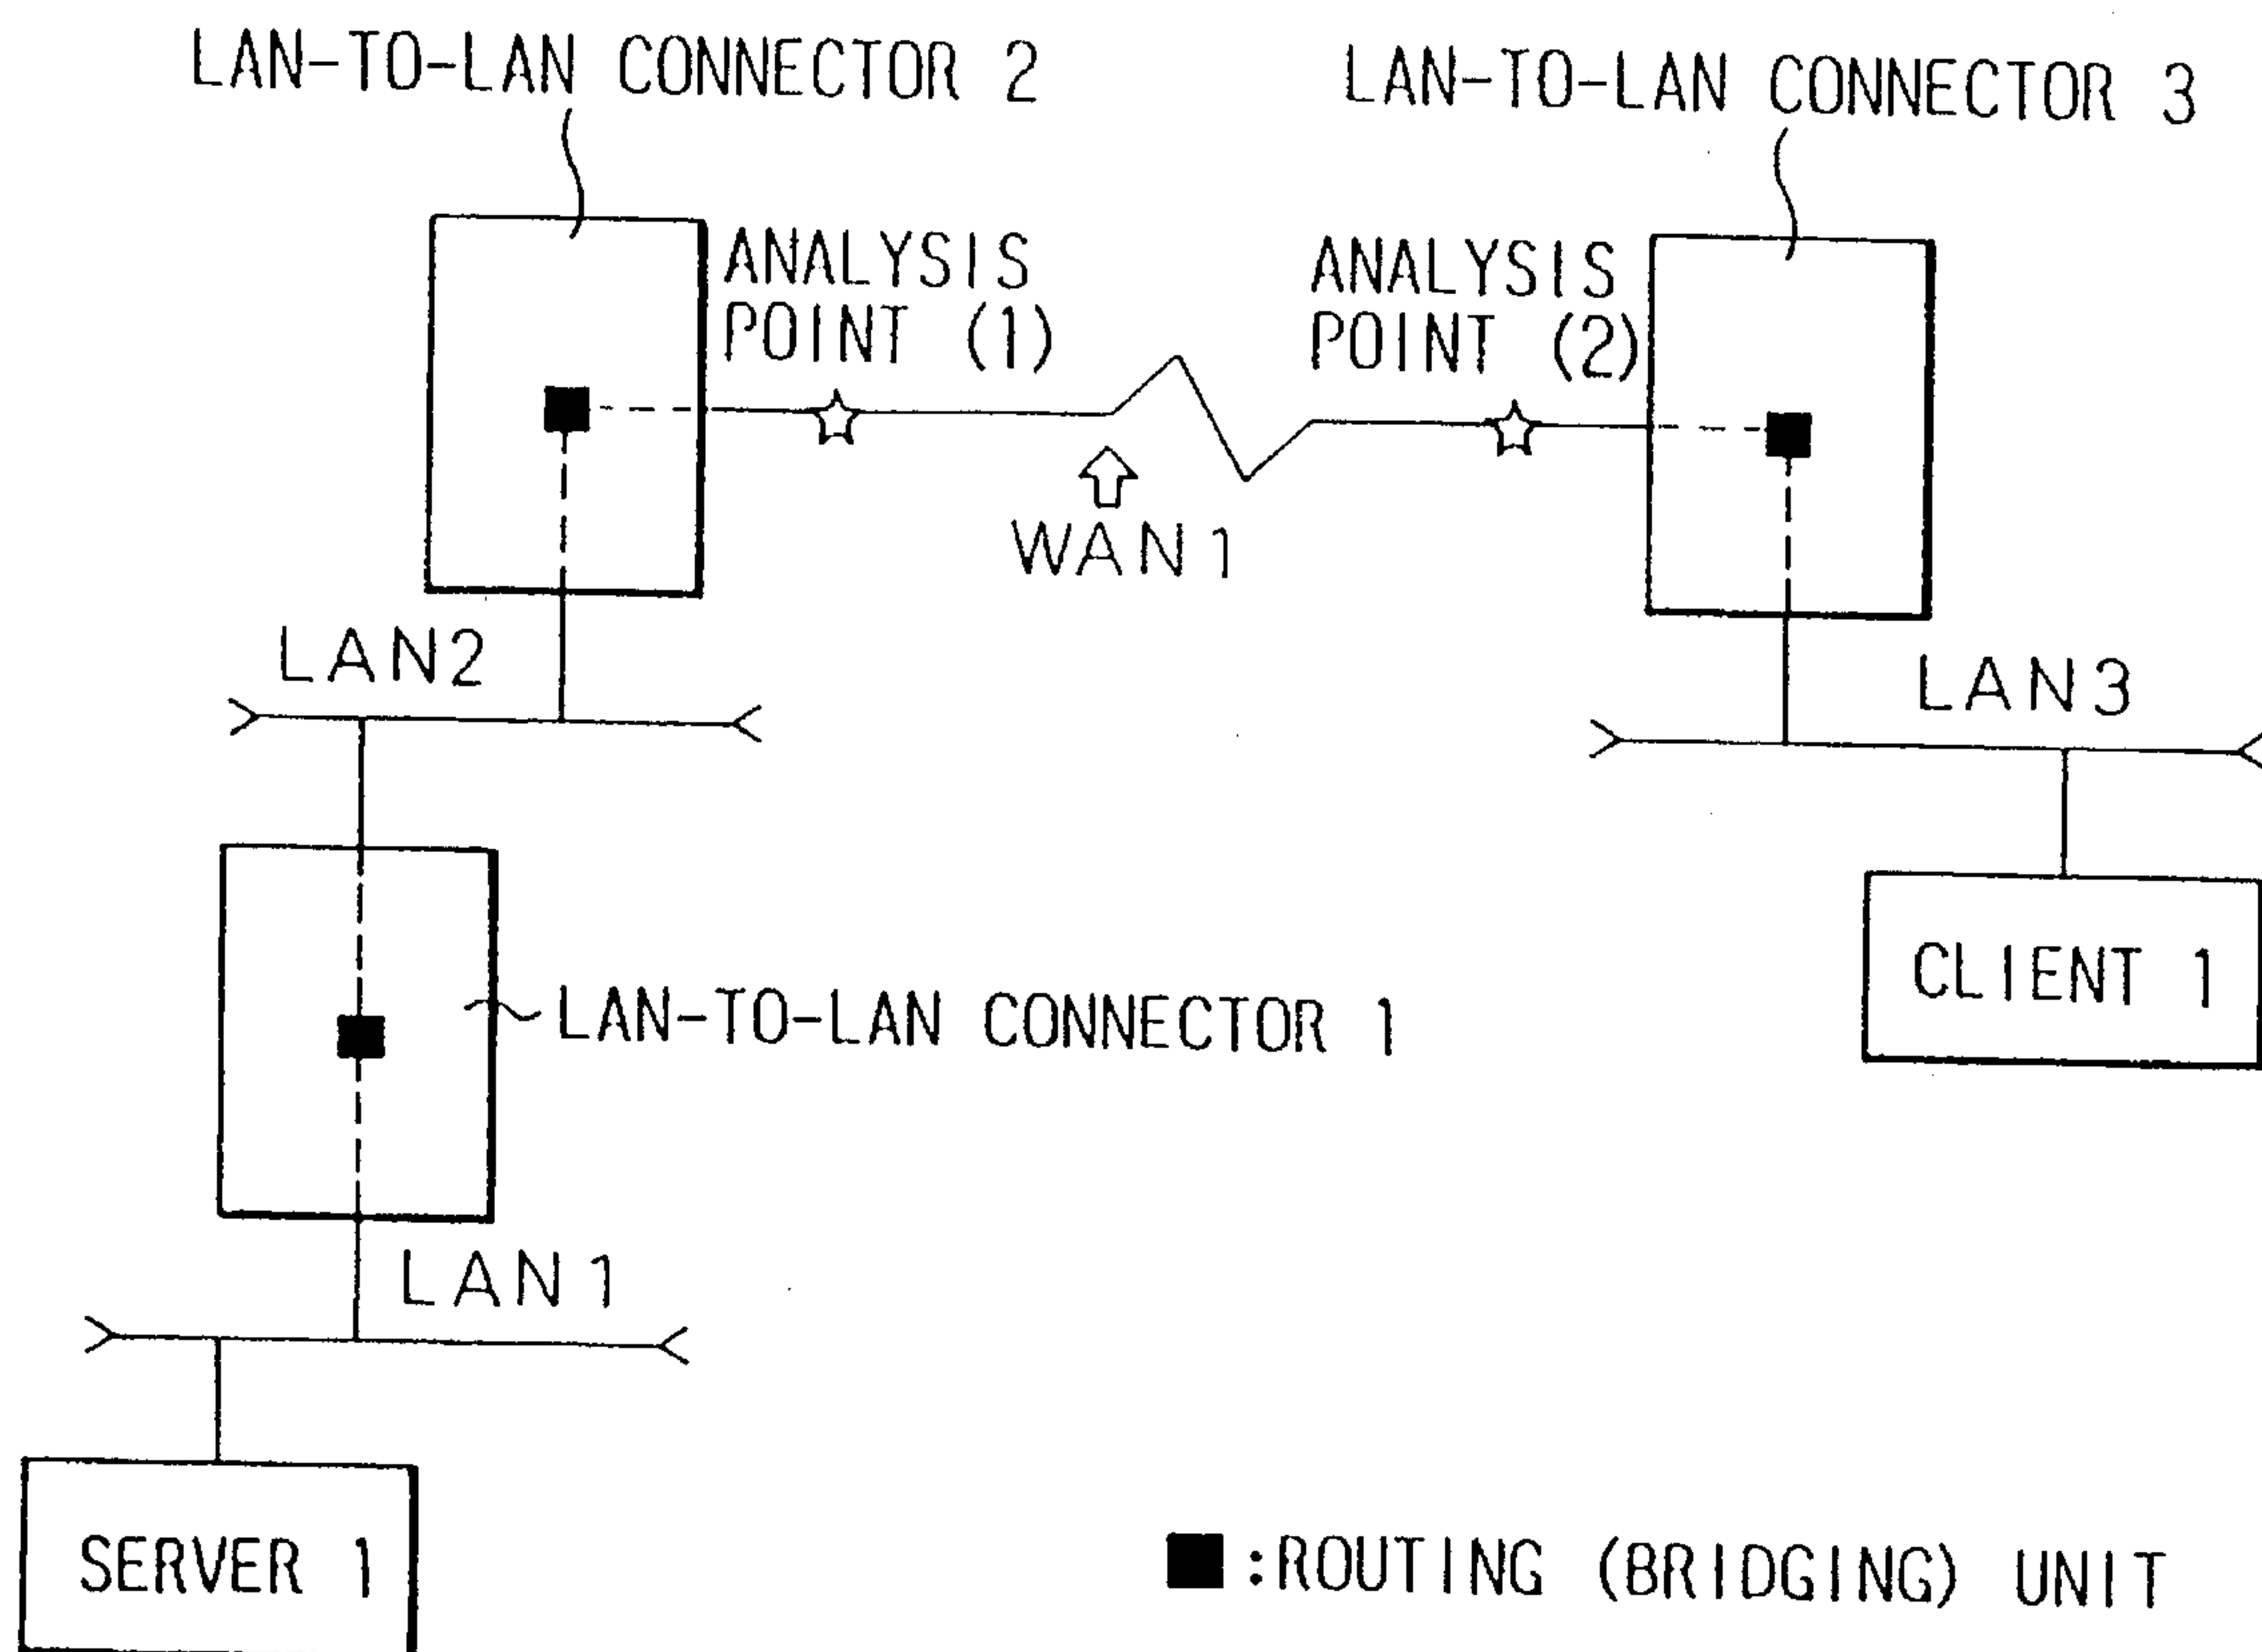 LAN-TO-LAN CONNECTOR 2
LAN-TO-LAN CONNECTOR 3
ANALYSIS
POINT (1)
ANALYSIS
POINT (2)
WAN1
LAN2
LAN3
CLIENT 1
LAN-TO-LAN CONNECTOR 1
LAN1
SERVER 1
:ROUTING (BRIDGING) UNIT